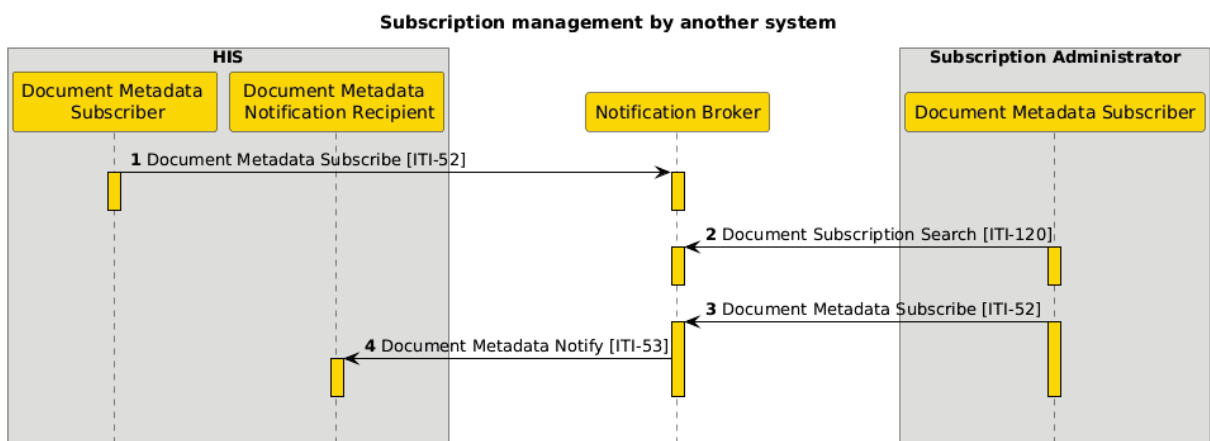 Subscription management by another system
HIS
Subscription Administrator
Document Metadata
Subscriber
Document Metadata
Notification Recipient
Notification Broker
Document Metadata Subscriber
1 Document Metadata Subscribe [ITI-52]
2 Document Subscription Search [ITI-120]
3 Document Metadata Subscribe [ITI-52]
4 Document Metadata Notify [ITI-53]